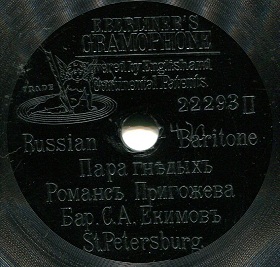 E. BERLINER'S
GRAMOPHONE
Covered by English and
Continental Patents.
TRADE
22293 II
Russian Baritone
Пара гнѣдыхъ
Романсъ, Пригожева
Бар. С.А. Екимовъ
St. Petersburg.